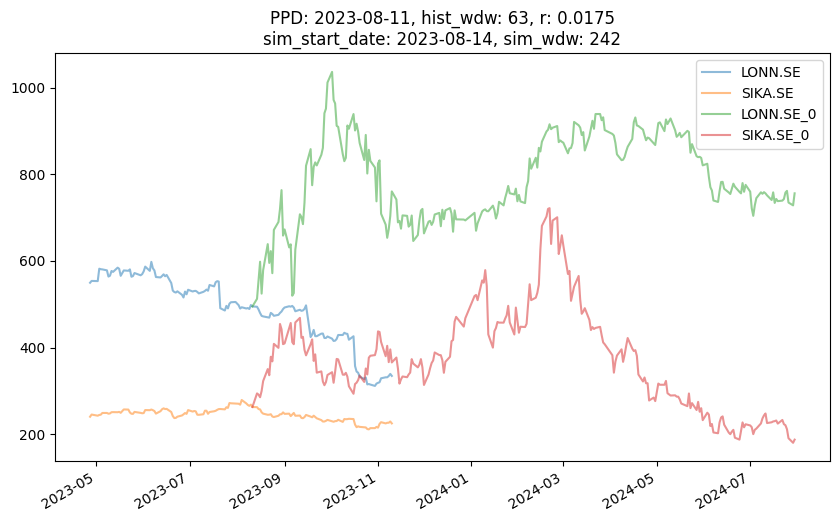 PPD: 2023-08-11, hist_wdw: 63, r: 0.0175
sim_start_date: 2023-08-14, sim_wdw: 242
LONN.SE
SIKA.SE
LONN.SE_0
SIKA.SE_0
1000
800
600
400
200
2023-05
2023-07
2023-09
2023-11
2024-01
2024-03
2024-05
2024-07